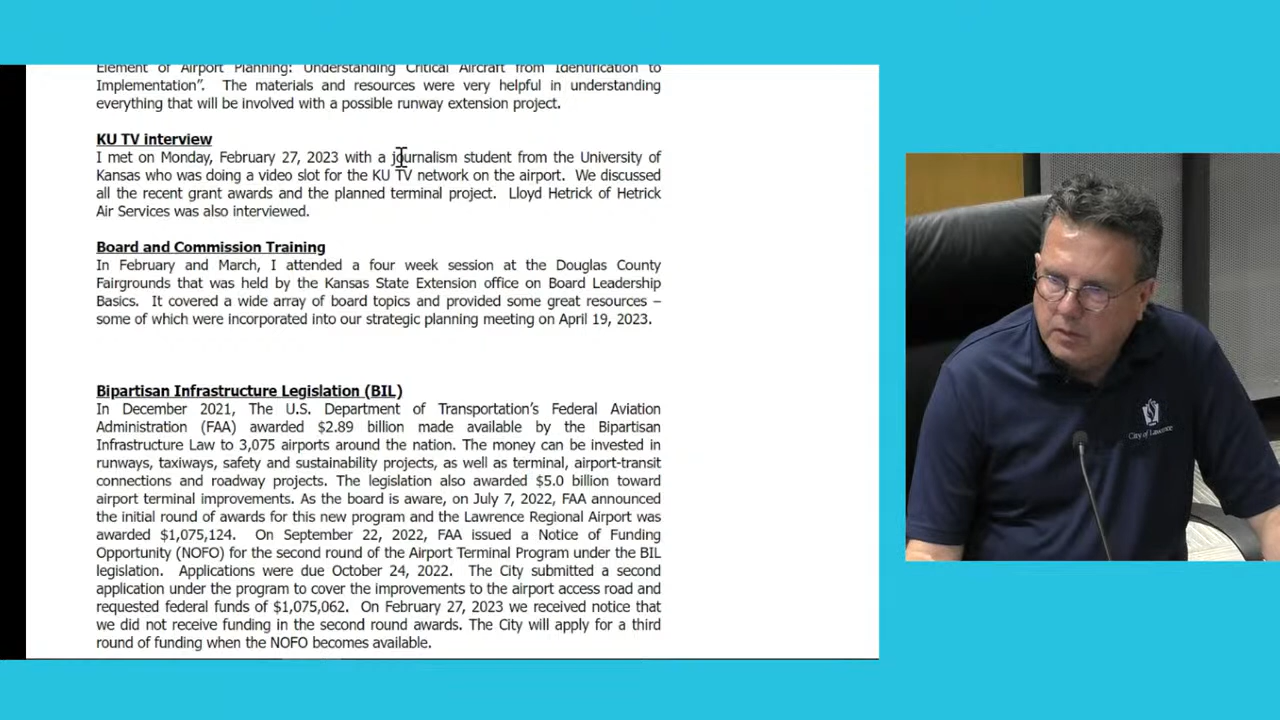 Element of Airport Planning: Understanding Critical Aircraft from Identification to
Implementation”. The materials and resources were very helpful in understanding
everything that will be involved with a possible runway extension project.
KU TV interview
I met on Monday, February 27, 2023 with a journalism student from the University of
Kansas who was doing a video slot for the KU TV network on the airport. We discussed
all the recent grant awards and the planned terminal project. Lloyd Hetrick of Hetrick
Air Services was also interviewed.
Board and Commission Training
In February and March, I attended a four week session at the Douglas County
Fairgrounds that was held by the Kansas State Extension office on Board Leadership
Basics. It covered a wide array of board topics and provided some great resources –
some of which were incorporated into our strategic planning meeting on April 19, 2023.
Bipartisan Infrastructure Legislation (BIL)
In December 2021, The U.S. Department of Transportation’s Federal Aviation
Administration (FAA) awarded $2.89 billion made available by the Bipartisan
Infrastructure Law to 3,075 airports around the nation. The money can be invested in
runways, taxiways, safety and sustainability projects, as well as terminal, airport-transit
connections and roadway projects. The legislation also awarded $5.0 billion toward
airport terminal improvements. As the board is aware, on July 7, 2022, FAA announced
the initial round of awards for this new program and the Lawrence Regional Airport was
awarded $1,075,124. On September 22, 2022, FAA issued a Notice of Funding
Opportunity (NOFO) for the second round of the Airport Terminal Program under the BIL
legislation. Applications were due October 24, 2022. The City submitted a second
application under the program to cover the improvements to the airport access road and
requested federal funds of $1,075,062. On February 27, 2023 we received notice that
we did not receive funding in the second round awards. The City will apply for a third
round of funding when the NOFO becomes available.
City of Lawrence